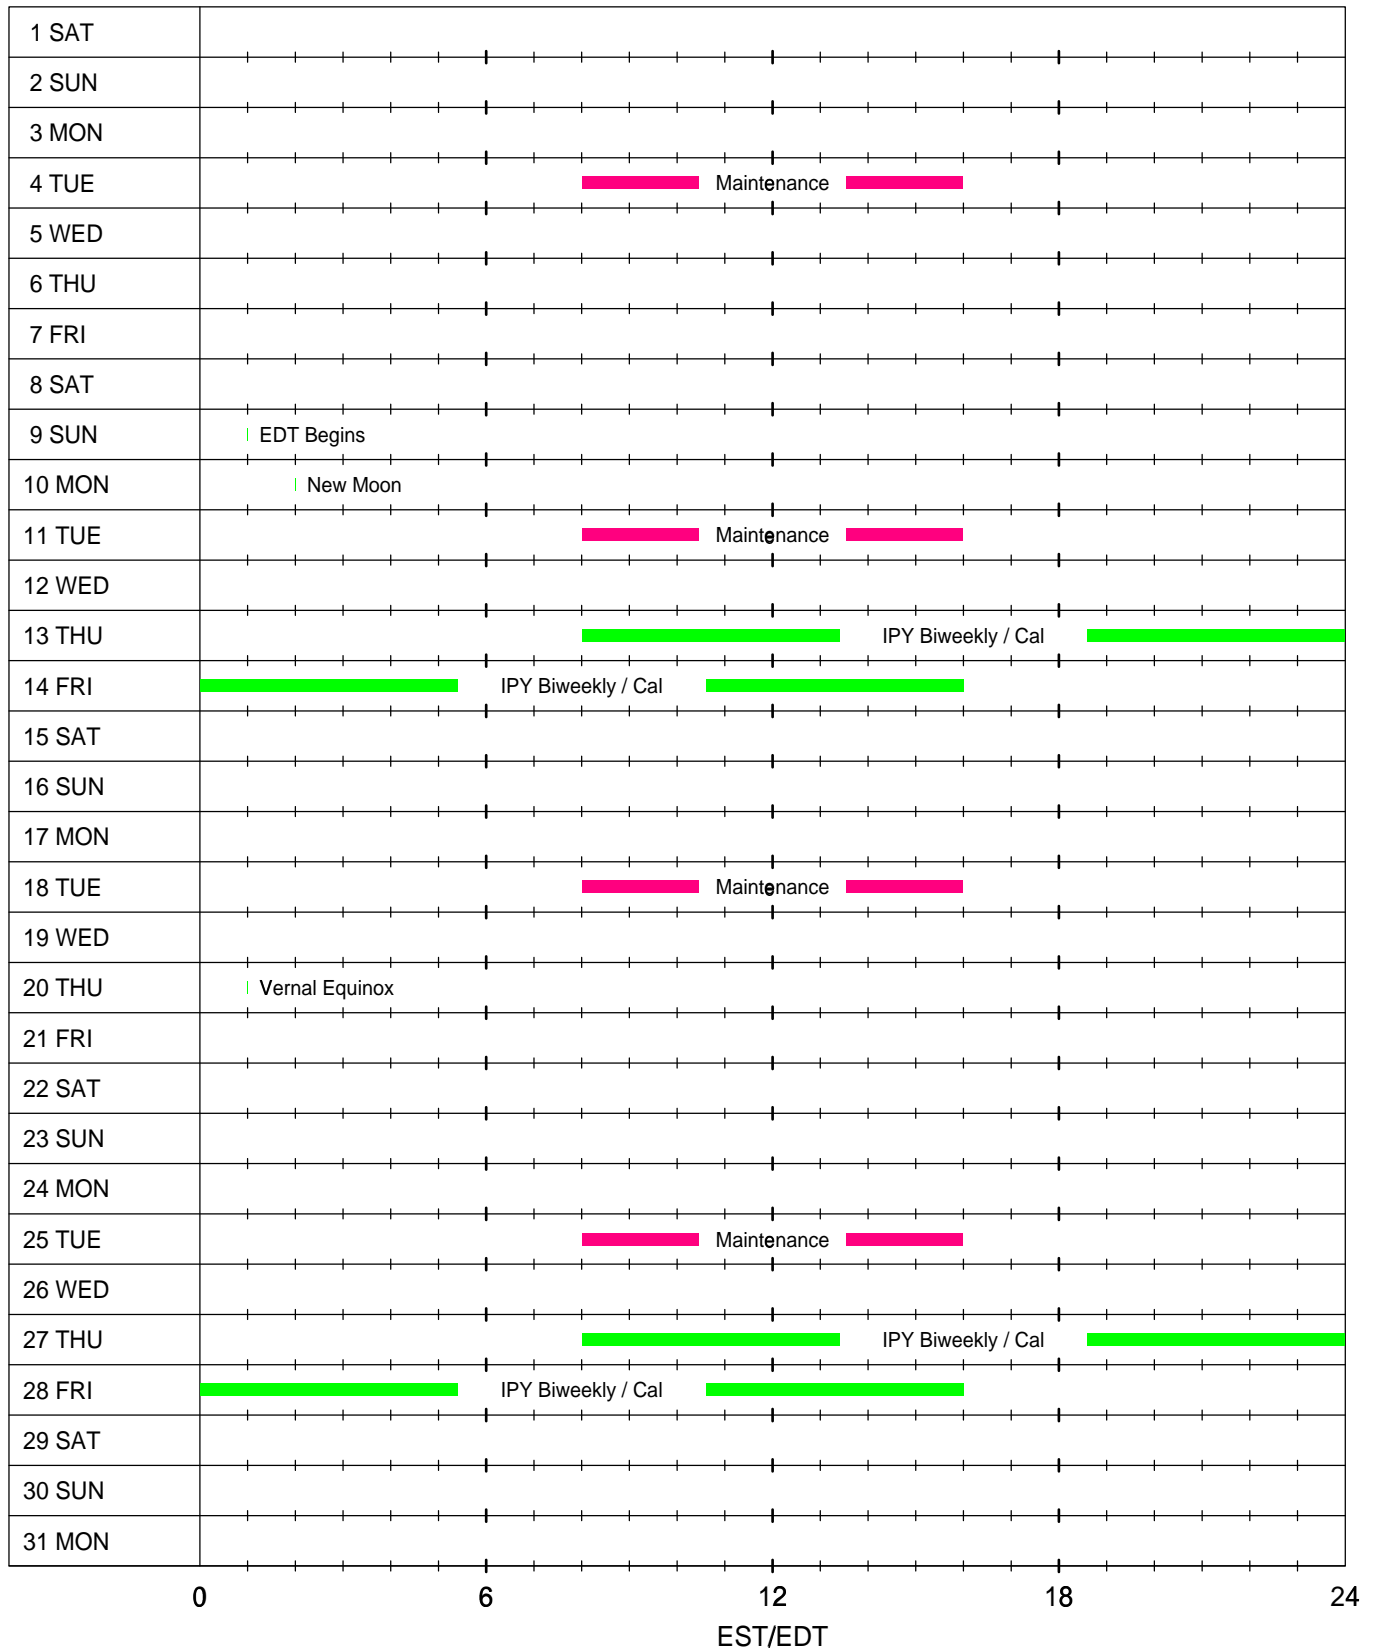 1 SAT
2 SUN
3 MON
4 TUE Maintenance
5 WED
6 THU
7 FRI
8 SAT
9 SUN EDT Begins
10 MON New Moon
11 TUE Maintenance
12 WED
13 THU IPY Biweekly / Cal
14 FRI IPY Biweekly / Cal
15 SAT
16 SUN
17 MON
18 TUE Maintenance
19 WED
20 THU Vernal Equinox
21 FRI
22 SAT
23 SUN
24 MON
25 TUE Maintenance
26 WED
27 THU IPY Biweekly / Cal
28 FRI IPY Biweekly / Cal
29 SAT
30 SUN
31 MON
0 6 12 18 24
EST/EDT